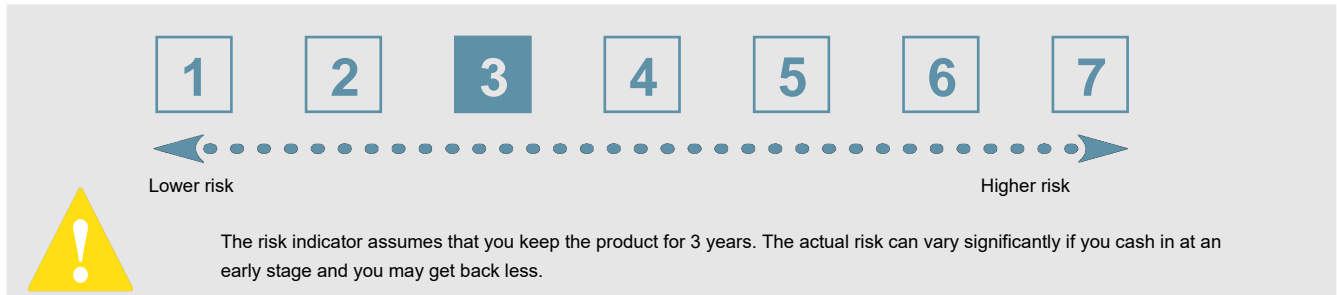 1 2 3 4 5 6 7
Lower risk Higher risk
!
The risk indicator assumes that you keep the product for 3 years. The actual risk can vary significantly if you cash in at an
early stage and you may get back less.